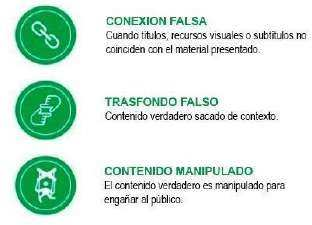 CONEXION FALSA
Cuando títulos, recursos visuales o subtítulos no
coinciden con el material presentado.
TRASFONDO FALSO
Contenido verdadero sacado de contexto.
CONTENIDO MANIPULADO
El contenido verdadero es manipulado para
engañar al público.